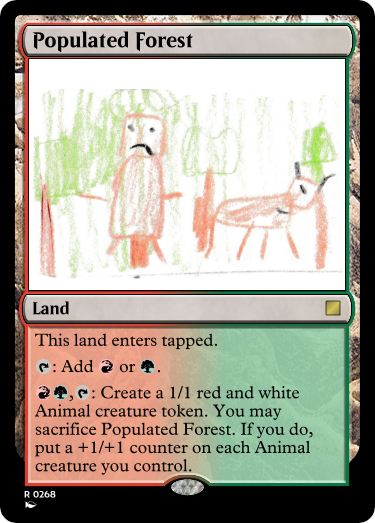 Populated Forest
Land
This land enters tapped.
: Add or .
, : Create a 1/1 red and white
Animal creature token. You may
sacrifice Populated Forest. If you do,
put a +1/+1 counter on each Animal
creature you control.
R 0268